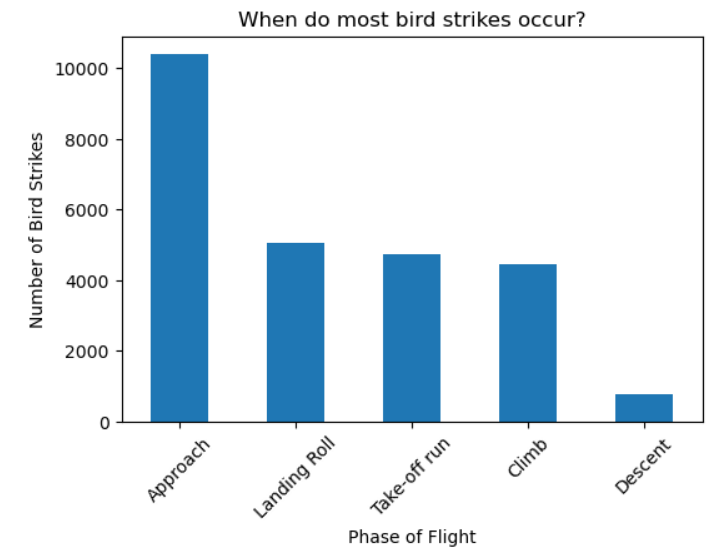 When do most bird strikes occur?
Number of Bird Strikes
10000
8000
6000
4000
2000
0
Approach
Landing Roll
Take-off run
Climb
Descent
Phase of Flight